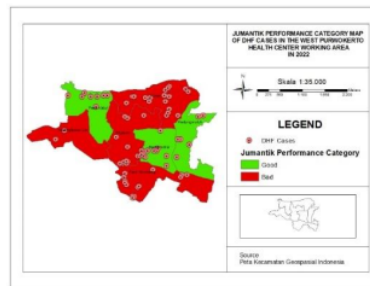 JUMANTIK PERFORMANCE CATEGORY MAP
OF DHF CASES IN THE WEST PURWOKERTO
HEALTH CENTER WORKING AREA
IN 2022
N
Skala 1:35.000
LEGEND
DHF Cases
Jumantik Performance Category
Good
Bad
Source
Peta Kecamatan Geospasial Indonesia